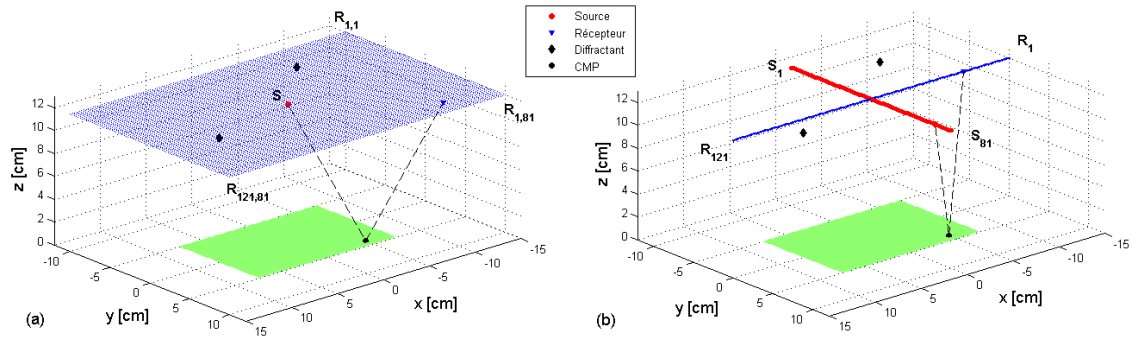 Source
Récepteur
Diffractant
CMP
R1,1
S
R1,81
R121,81
z [cm]
12
10
8
6
4
2
0
-10
-5
0
5
10
y [cm]
15
10
5
0
-5
-10
-15
x [cm]
(a)
S1
R1
S81
R121
z [cm]
12
10
8
6
4
2
0
-10
-5
0
5
10
y [cm]
15
10
5
0
-5
-10
-15
x [cm]
(b)